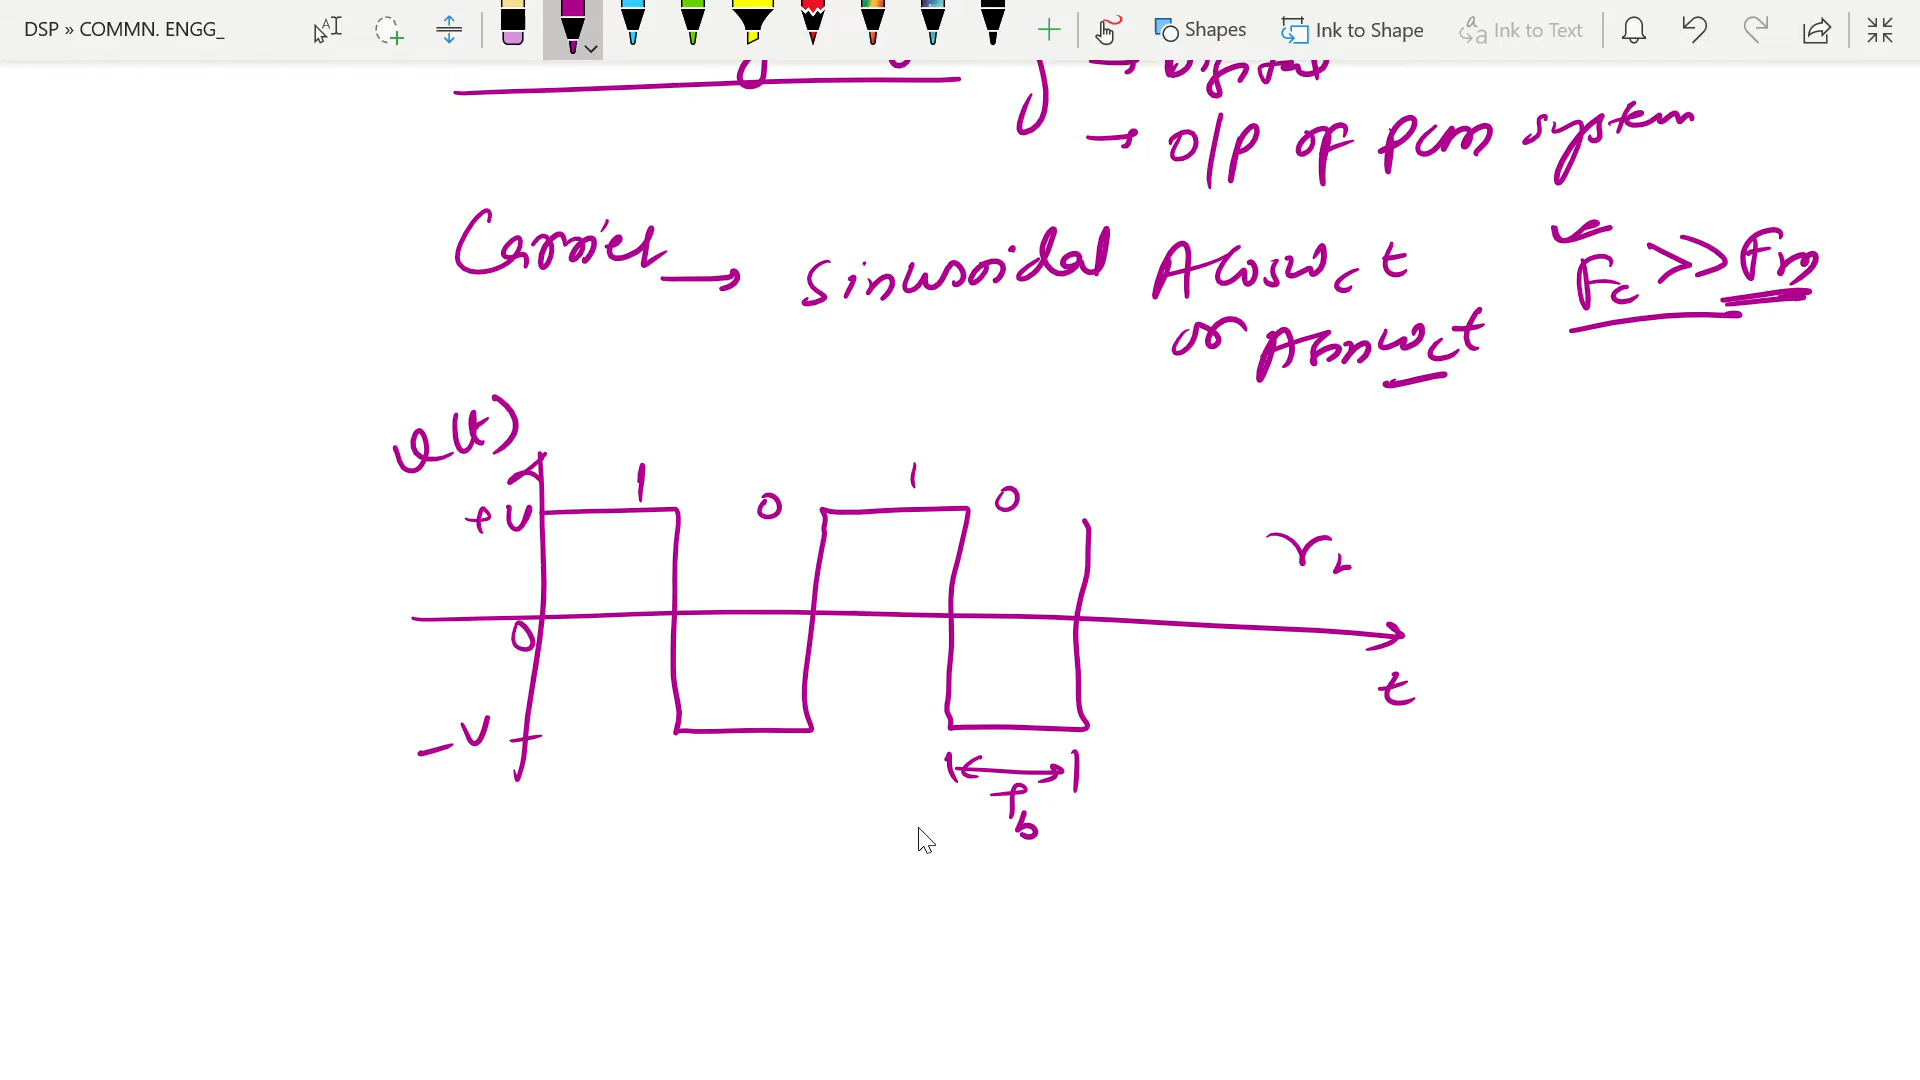 DSP » COMMN. ENGG_
Shapes
Ink to Shape
Ink to Text
→ Digital
→ O/P of PCM system
Carrier → Sinusoidal A cos ωc t
or A sin ωc t
Fc >> Fm
v(t)
1 0 1 0
+V
0
-V
t
Tb